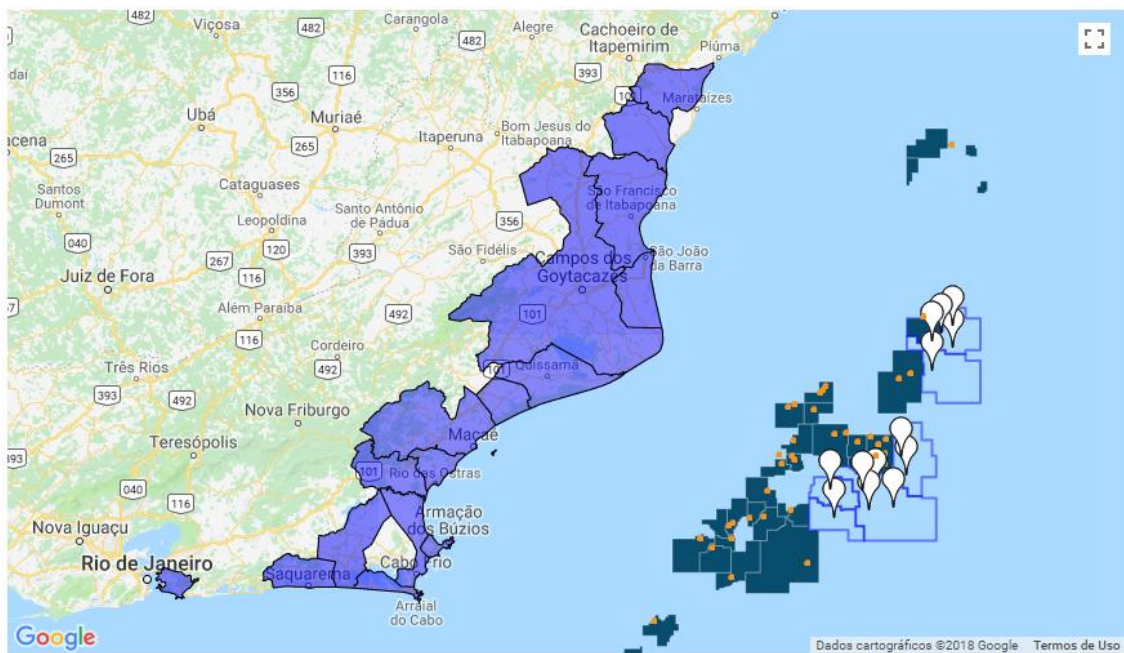 482
Carangola
482
Viçosa
Alegre
Cachoeiro de
Itapemirim
Piúma
116
393
482
356
101
Marataízes
Ubá
Muriaé
Itaperuna
Bom Jesus do
Itabapoana
265
265
265
Cataguases
Santos
Dumont
Leopoldina
Santo Antônio
de Pádua
São Francisco
de Itabapoana
356
040
120
393
São Fidélis
Campos dos
Goytacazes
São João
da Barra
267
116
Juiz de Fora
Além Paraíba
492
101
116
Cordeiro
Três Rios
492
101
Quissamã
393
492
Nova Friburgo
Teresópolis
Macaé
393
101
Rio das Ostras
040
116
Armação
dos Búzios
Nova Iguaçu
Rio de Janeiro
Cabo Frio
Saquarema
Arraial
do Cabo
Google
Dados cartográficos ©2018 Google
Termos de Uso